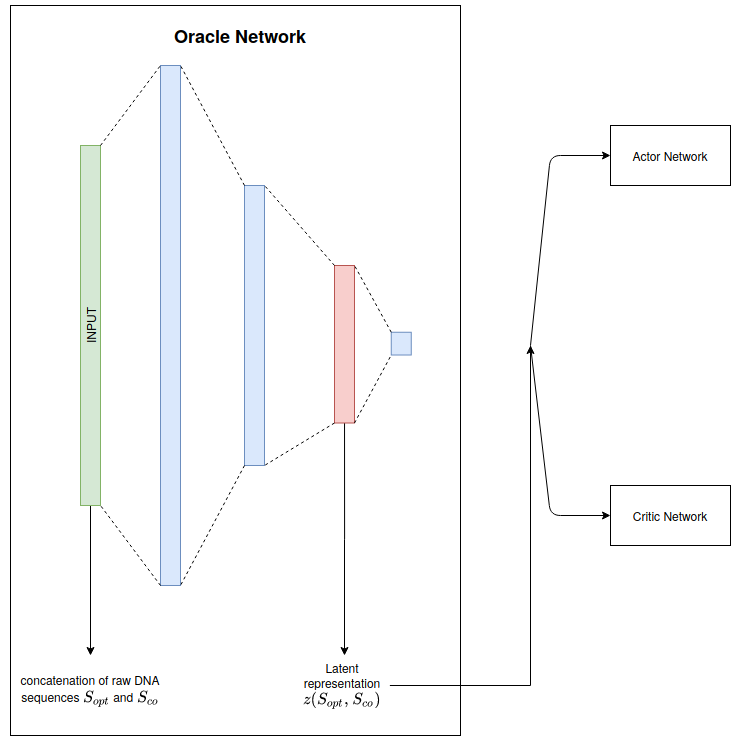 Oracle Network
Actor Network
INPUT
Critic Network
concatenation of raw DNA
sequences $S_{opt}$ and $S_{co}$
Latent
representation
$z(S_{opt}, S_{co})$